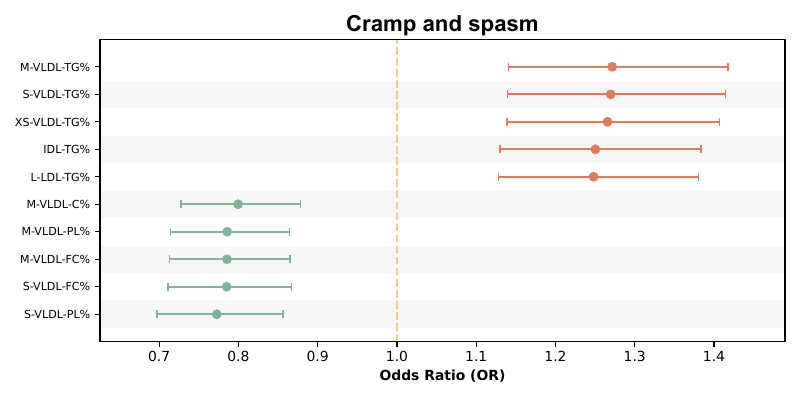 Cramp and spasm
M-VLDL-TG%
S-VLDL-TG%
XS-VLDL-TG%
IDL-TG%
L-LDL-TG%
M-VLDL-C%
M-VLDL-PL%
M-VLDL-FC%
S-VLDL-FC%
S-VLDL-PL%
0.7 0.8 0.9 1.0 1.1 1.2 1.3 1.4
Odds Ratio (OR)